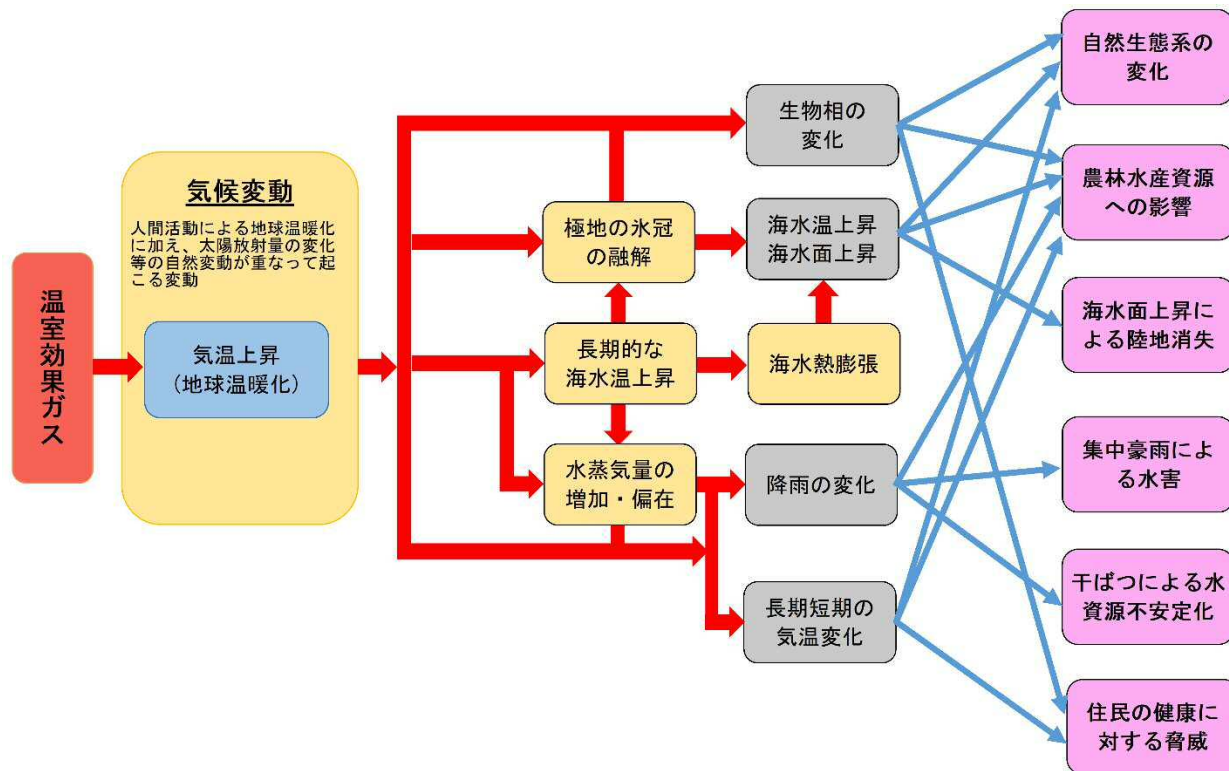 温室効果ガス
気候変動
人間活動による地球温暖化
に加え、太陽放射量の変化
等の自然変動が重なって起
こる変動
気温上昇
(地球温暖化)
極地の氷冠
の融解
長期的な
海水温上昇
水蒸気量の
増加・偏在
生物相の
変化
海水温上昇
海水面上昇
海水熱膨張
降雨の変化
長期短期の
気温変化
自然生態系の
変化
農林水産資源
への影響
海水面上昇に
よる陸地消失
集中豪雨によ
る水害
干ばつによる水
資源不安定化
住民の健康に
対する脅威